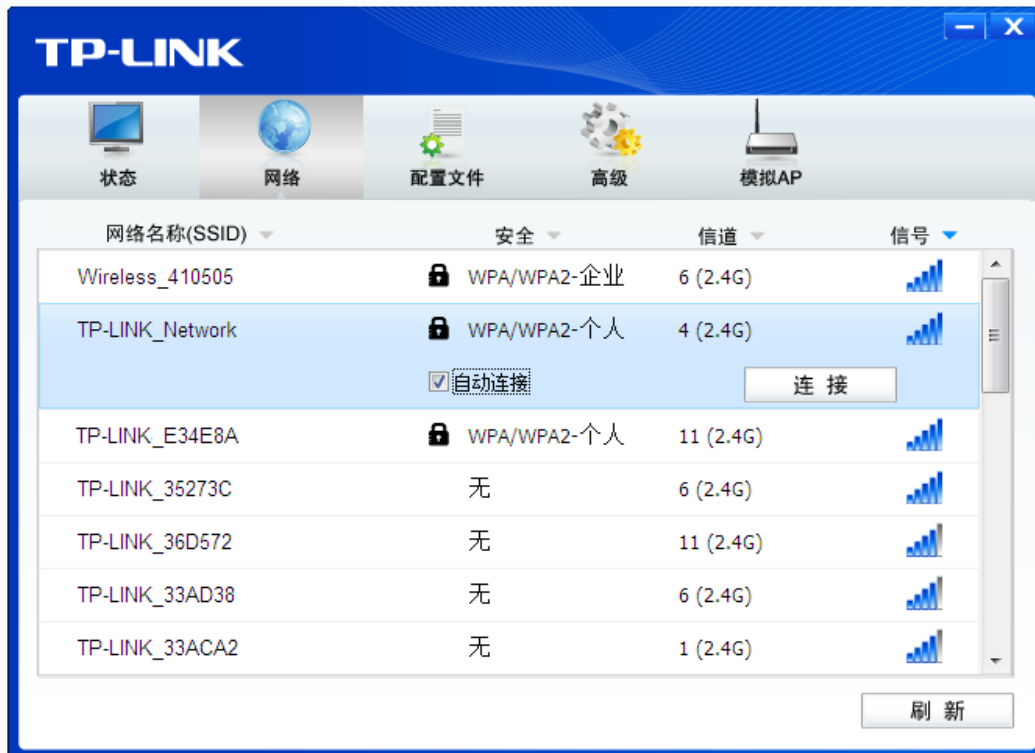 TP-LINK
状态 网络 配置文件 高级 模拟AP
网络名称(SSID) 安全 信道 信号
Wireless_410505 WPA/WPA2-企业 6 (2.4G)
TP-LINK_Network WPA/WPA2-个人 4 (2.4G)
自动连接 连 接
TP-LINK_E34E8A WPA/WPA2-个人 11 (2.4G)
TP-LINK_35273C 无 6 (2.4G)
TP-LINK_36D572 无 11 (2.4G)
TP-LINK_33AD38 无 6 (2.4G)
TP-LINK_33ACA2 无 1 (2.4G)
刷 新